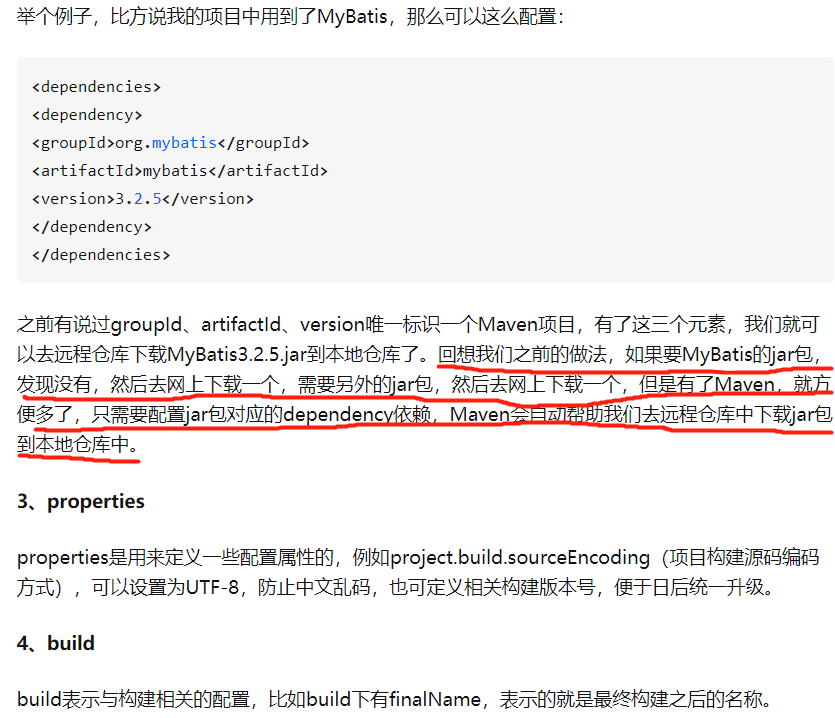 举个例子，比方说我的项目中用到了MyBatis，那么可以这么配置：
<dependencies>
<dependency>
<groupId>org.mybatis</groupId>
<artifactId>mybatis</artifactId>
<version>3.2.5</version>
</dependency>
</dependencies>
之前有说过groupId、artifactId、version唯一标识一个Maven项目，有了这三个元素，我们就可
以去远程仓库下载MyBatis3.2.5.jar到本地仓库了。回想我们之前的做法，如果要MyBatis的jar包，
发现没有，然后去网上下载一个，需要另外的jar包，然后去网上下载一个，但是有了Maven，就方
便多了，只需要配置jar包对应的dependency依赖，Maven会自动帮助我们去远程仓库中下载jar包
到本地仓库中。
3、properties
properties是用来定义一些配置属性的，例如project.build.sourceEncoding（项目构建源码编码
方式），可以设置为UTF-8，防止中文乱码，也可定义相关构建版本号，便于日后统一升级。
4、build
build表示与构建相关的配置，比如build下有finalName，表示的就是最终构建之后的名称。